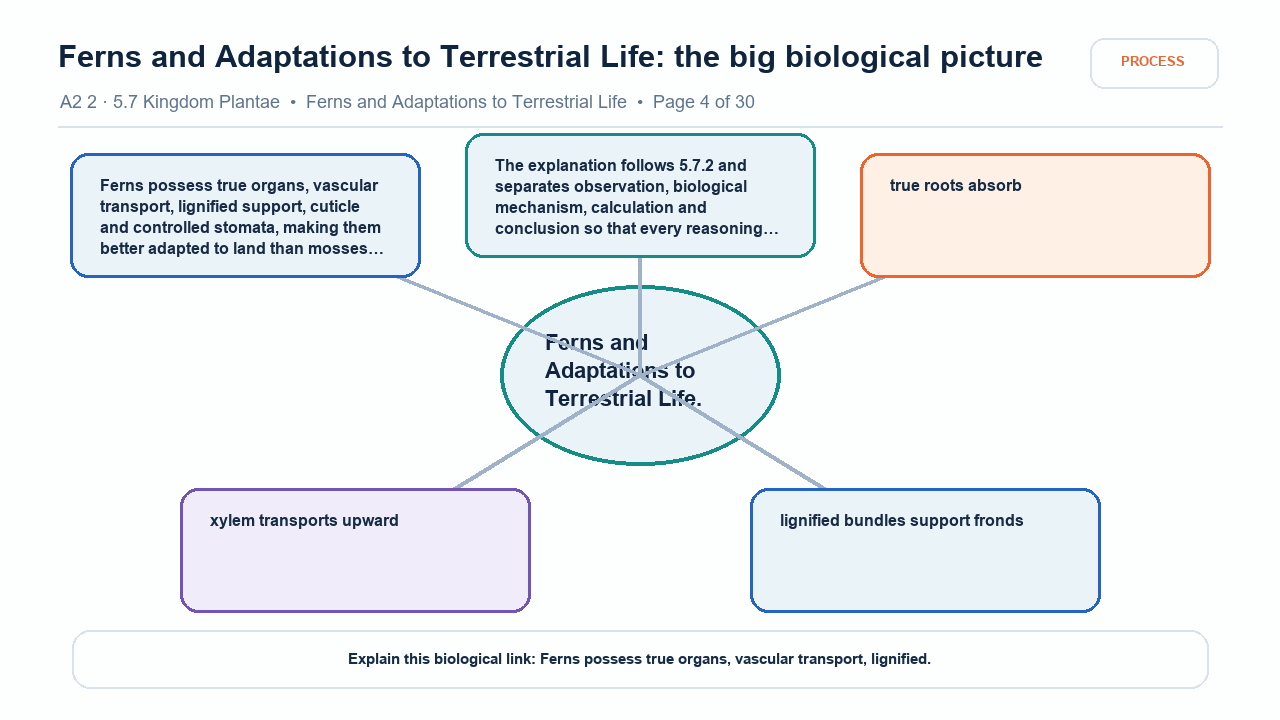 Ferns and Adaptations to Terrestrial Life: the big biological picture
PROCESS
A2 2 · 5.7 Kingdom Plantae • Ferns and Adaptations to Terrestrial Life • Page 4 of 30
Ferns possess true organs, vascular
transport, lignified support, cuticle
and controlled stomata, making them
better adapted to land than mosses…
The explanation follows 5.7.2 and
separates observation, biological
mechanism, calculation and
conclusion so that every reasoning…
true roots absorb
Ferns and
Adaptations to
Terrestrial Life.
xylem transports upward
lignified bundles support fronds
Explain this biological link: Ferns possess true organs, vascular transport, lignified.